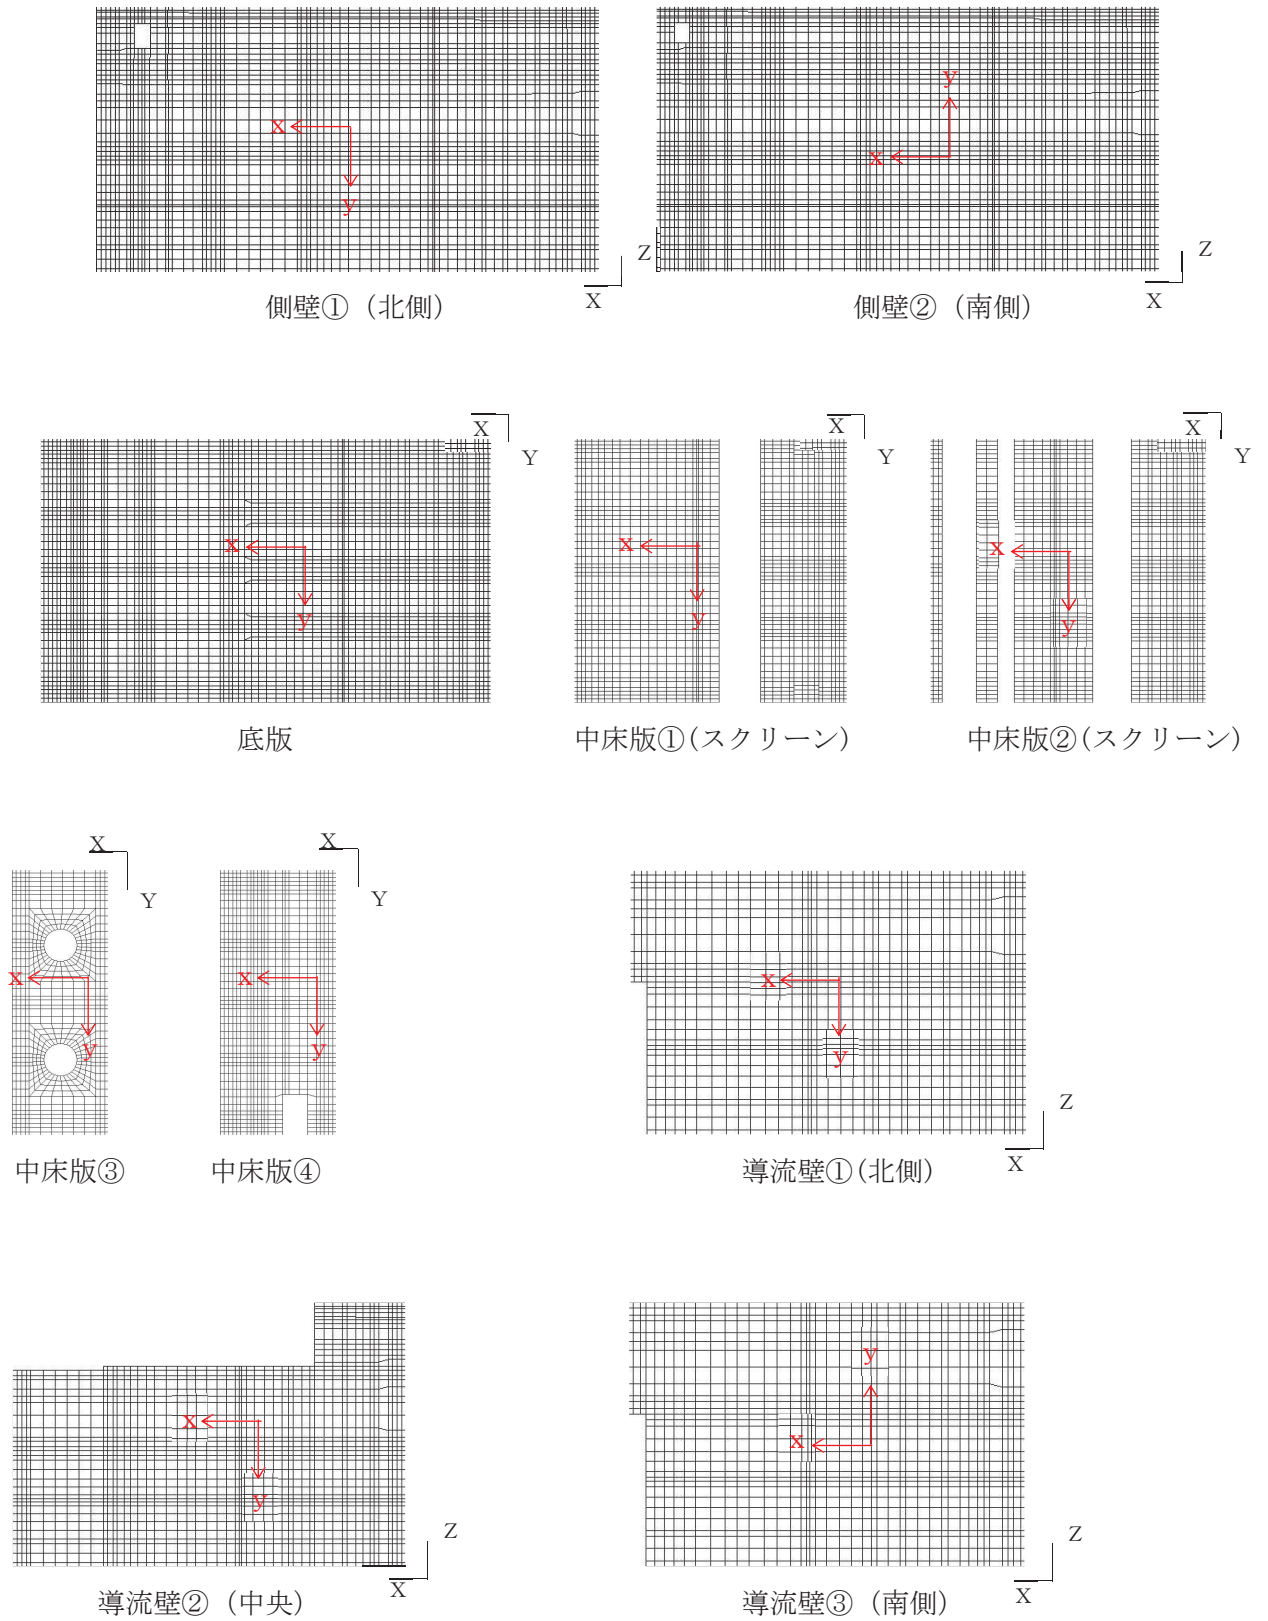 x
y
Z
X
側壁①（北側）
y
x
Z
X
側壁②（南側）
X
Y
x
y
底版
X
Y
x
y
中床版①(スクリーン)
X
Y
x
y
中床版②(スクリーン)
X
Y
x
y
中床版③
X
Y
x
y
中床版④
x
y
Z
X
導流壁①(北側)
x
y
Z
X
導流壁②（中央）
y
x
Z
X
導流壁③（南側）